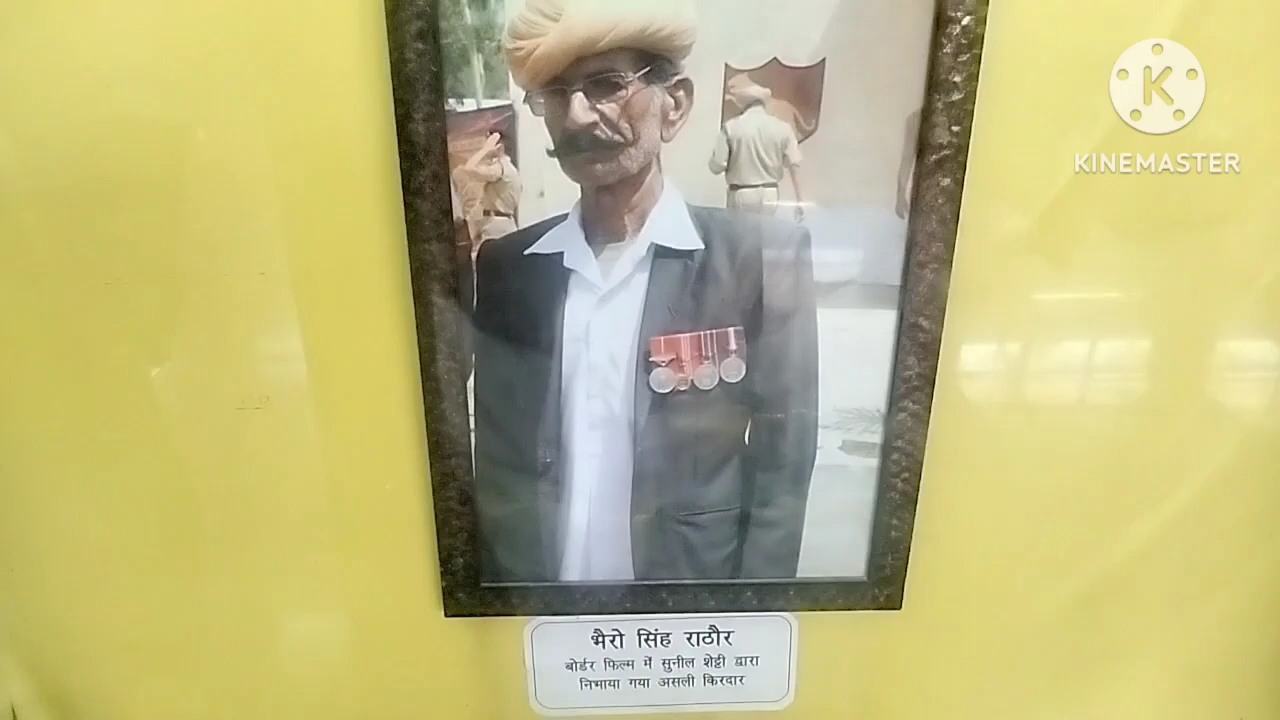 K
KINEMASTER
भैरो सिंह राठौर
बोर्डर फिल्म में सुनील शेट्टी द्वारा
निभाया गया असली किरदार